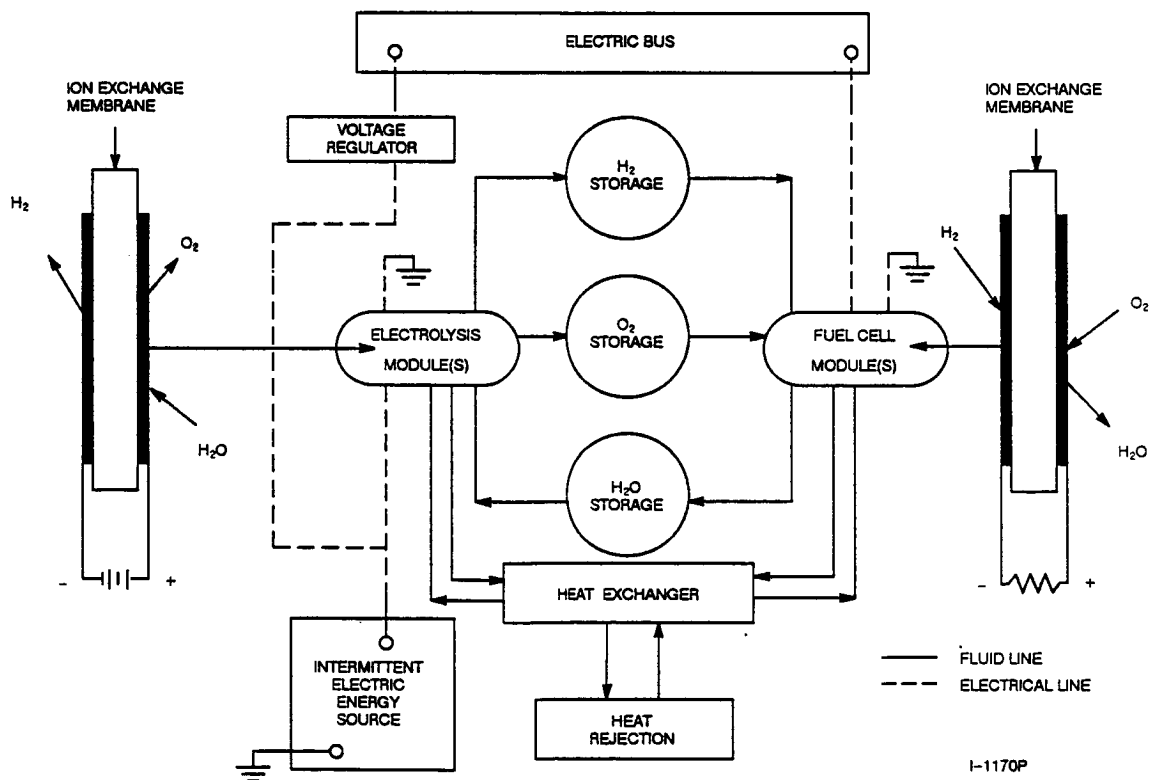 ELECTRIC BUS
ION EXCHANGE
MEMBRANE
ION EXCHANGE
MEMBRANE
VOLTAGE
REGULATOR
H₂
STORAGE
H₂
O₂
H₂
O₂
ELECTROLYSIS
MODULE(S)
O₂
STORAGE
FUEL CELL
MODULE(S)
H₂O
H₂O
H₂O
STORAGE
- +
- +
HEAT EXCHANGER
INTERMITTENT
ELECTRIC
ENERGY
SOURCE
HEAT
REJECTION
FLUID LINE
ELECTRICAL LINE
I-1170P